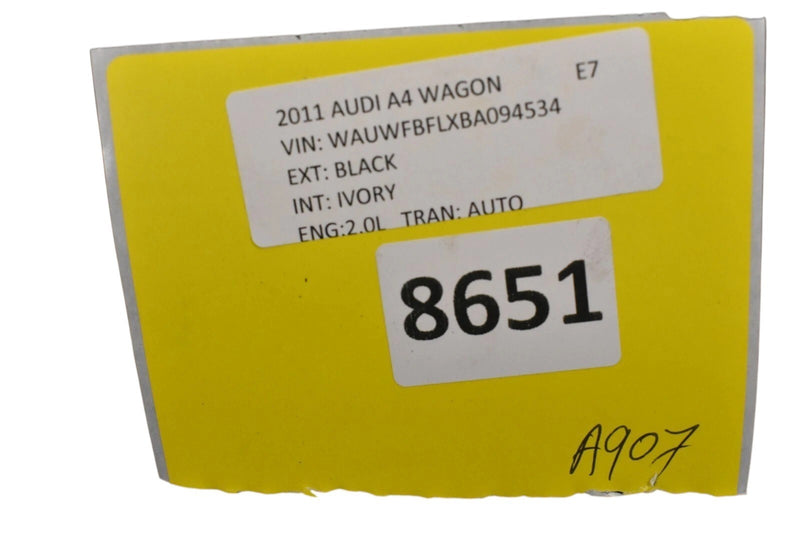 2011 AUDI A4 WAGON E7
VIN: WAUWFBFLXBA094534
EXT: BLACK
INT: IVORY
ENG:2.0L TRAN: AUTO
8651
A907